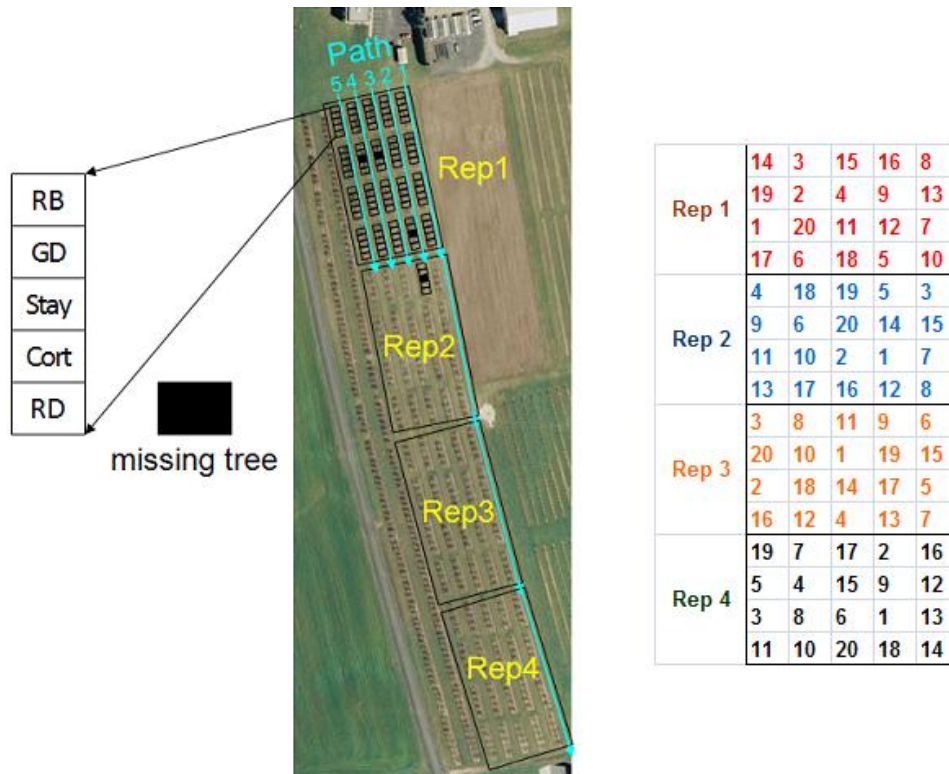 Path
5 4 3 2 1
Rep1
Rep2
Rep3
Rep4
RB
GD
Stay
Cort
RD
missing tree
Rep 1
14 3 15 16 8
19 2 4 9 13
1 20 11 12 7
17 6 18 5 10
Rep 2
4 18 19 5 3
9 6 20 14 15
11 10 2 1 7
13 17 16 12 8
Rep 3
3 8 11 9 6
20 10 1 19 15
2 18 14 17 5
16 12 4 13 7
Rep 4
19 7 17 2 16
5 4 15 9 12
3 8 6 1 13
11 10 20 18 14